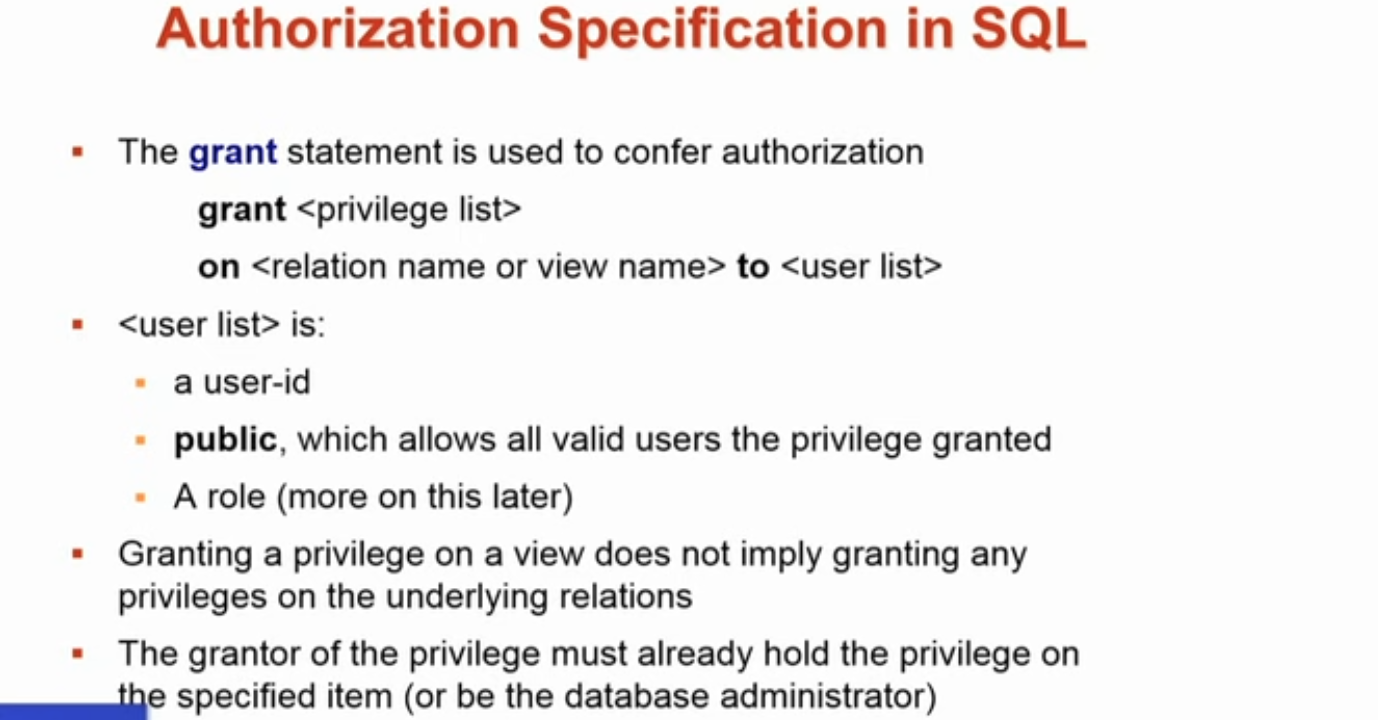 Authorization Specification in SQL
The grant statement is used to confer authorization
grant <privilege list>
on <relation name or view name> to <user list>
<user list> is:
a user-id
public, which allows all valid users the privilege granted
A role (more on this later)
Granting a privilege on a view does not imply granting any
privileges on the underlying relations
The grantor of the privilege must already hold the privilege on
the specified item (or be the database administrator)